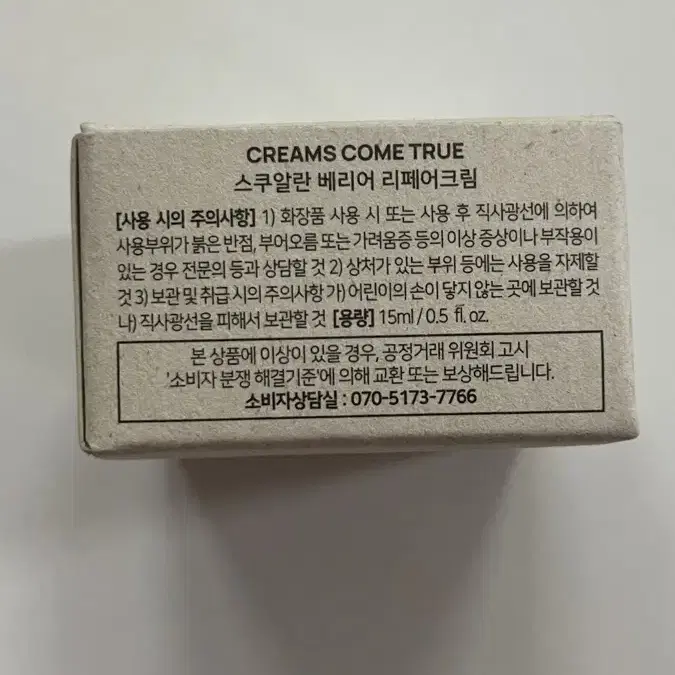 CREAMS COME TRUE
스쿠알란 베리어 리페어크림
[사용 시의 주의사항] 1) 화장품 사용 시 또는 사용 후 직사광선에 의하여
사용부위가 붉은 반점, 부어오름 또는 가려움증 등의 이상 증상이나 부작용이
있는 경우 전문의 등과 상담할 것 2) 상처가 있는 부위 등에는 사용을 자제할
것 3) 보관 및 취급 시의 주의사항 가) 어린이의 손이 닿지 않는 곳에 보관할 것
나) 직사광선을 피해서 보관할 것 [용량] 15ml / 0.5 fl. oz.
본 상품에 이상이 있을 경우, 공정거래 위원회 고시
'소비자 분쟁 해결기준'에 의해 교환 또는 보상해드립니다.
소비자상담실 : 070-5173-7766